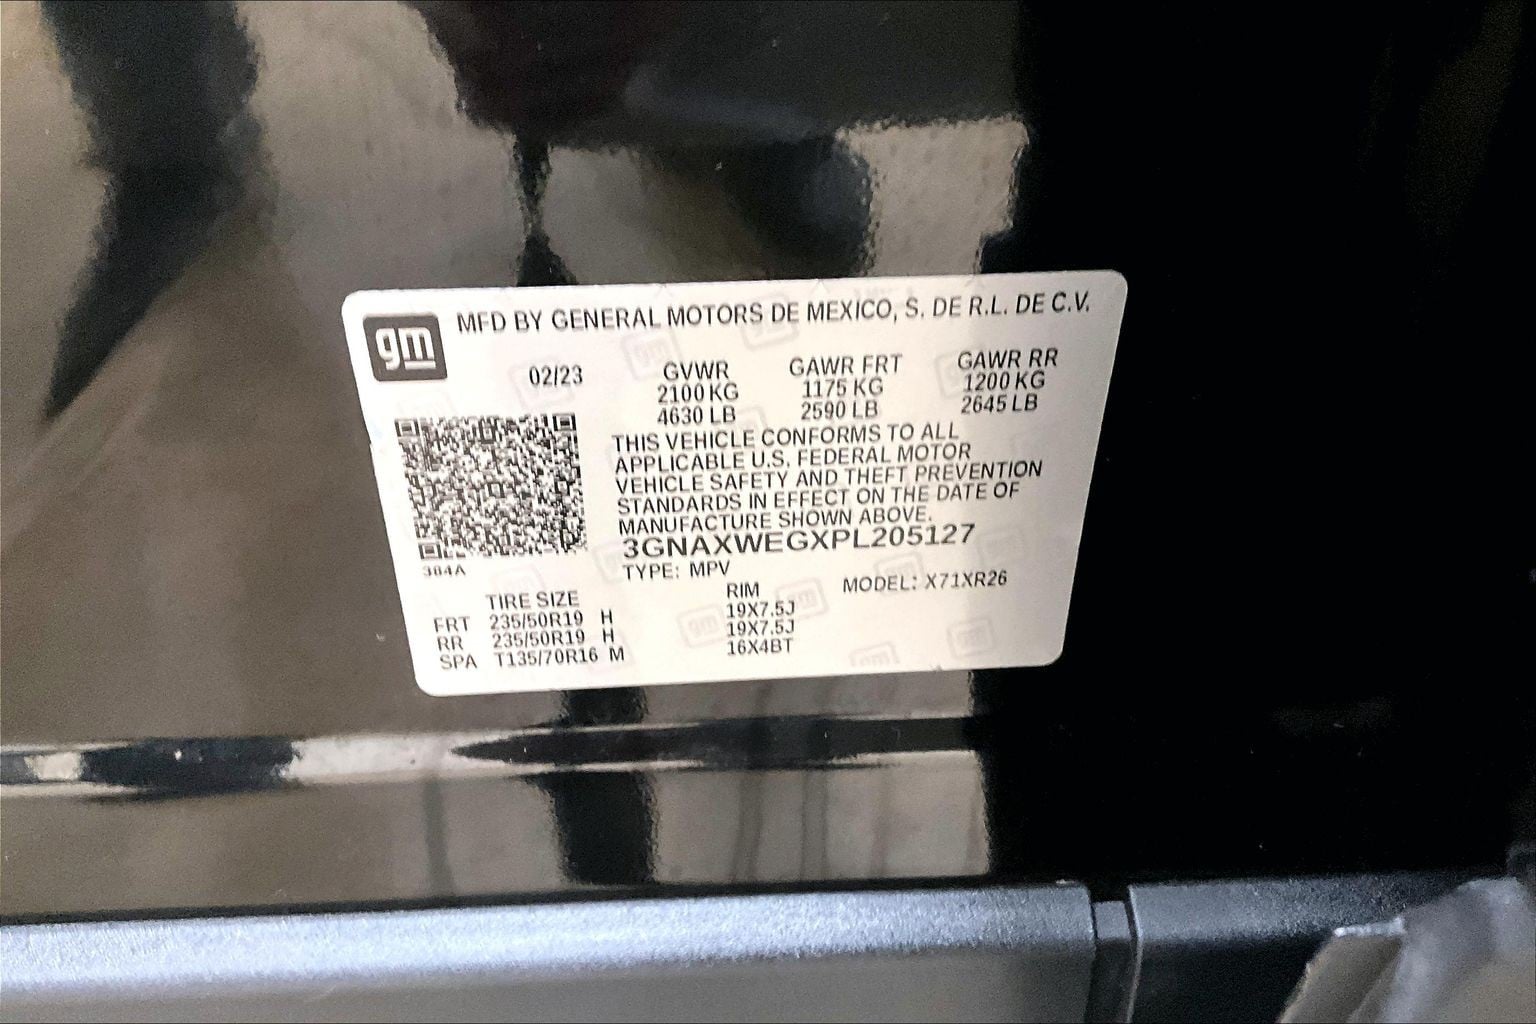 gm
MFD BY GENERAL MOTORS DE MEXICO, S. DE R.L. DE C.V.
02/23
GVWR GAWR FRT GAWR RR
2100 KG 1175 KG 1200 KG
4630 LB 2590 LB 2645 LB
THIS VEHICLE CONFORMS TO ALL
APPLICABLE U.S. FEDERAL MOTOR
VEHICLE SAFETY AND THEFT PREVENTION
STANDARDS IN EFFECT ON THE DATE OF
MANUFACTURE SHOWN ABOVE.
3GNAXWEGXPL205127
384A
TYPE: MPV MODEL: X71XR26
TIRE SIZE RIM
FRT 235/50R19 H 19X7.5J
RR 235/50R19 H 19X7.5J
SPA T135/70R16 M 16X4BT